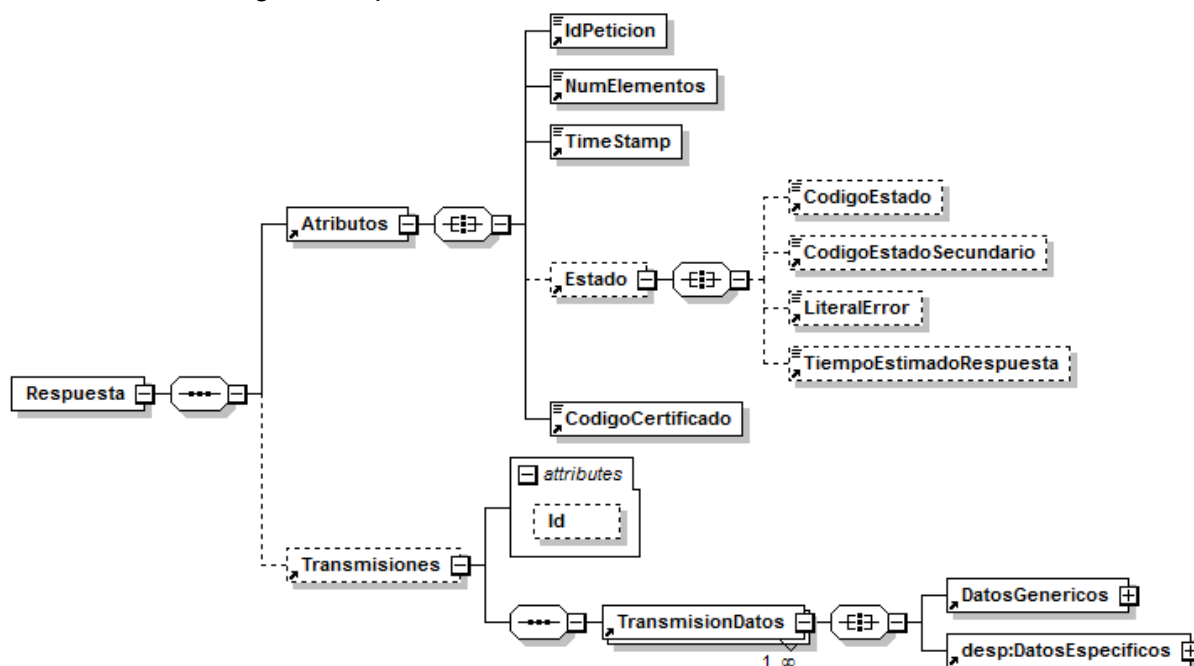 IdPeticion
NumElementos
TimeStamp
CodigoEstado
Atributos
CodigoEstadoSecundario
Estado
LiteralError
TiempoEstimadoRespuesta
Respuesta
CodigoCertificado
attributes
Id
Transmisiones
DatosGenericos
TransmisionDatos
desp:DatosEspecificos
1 ∞